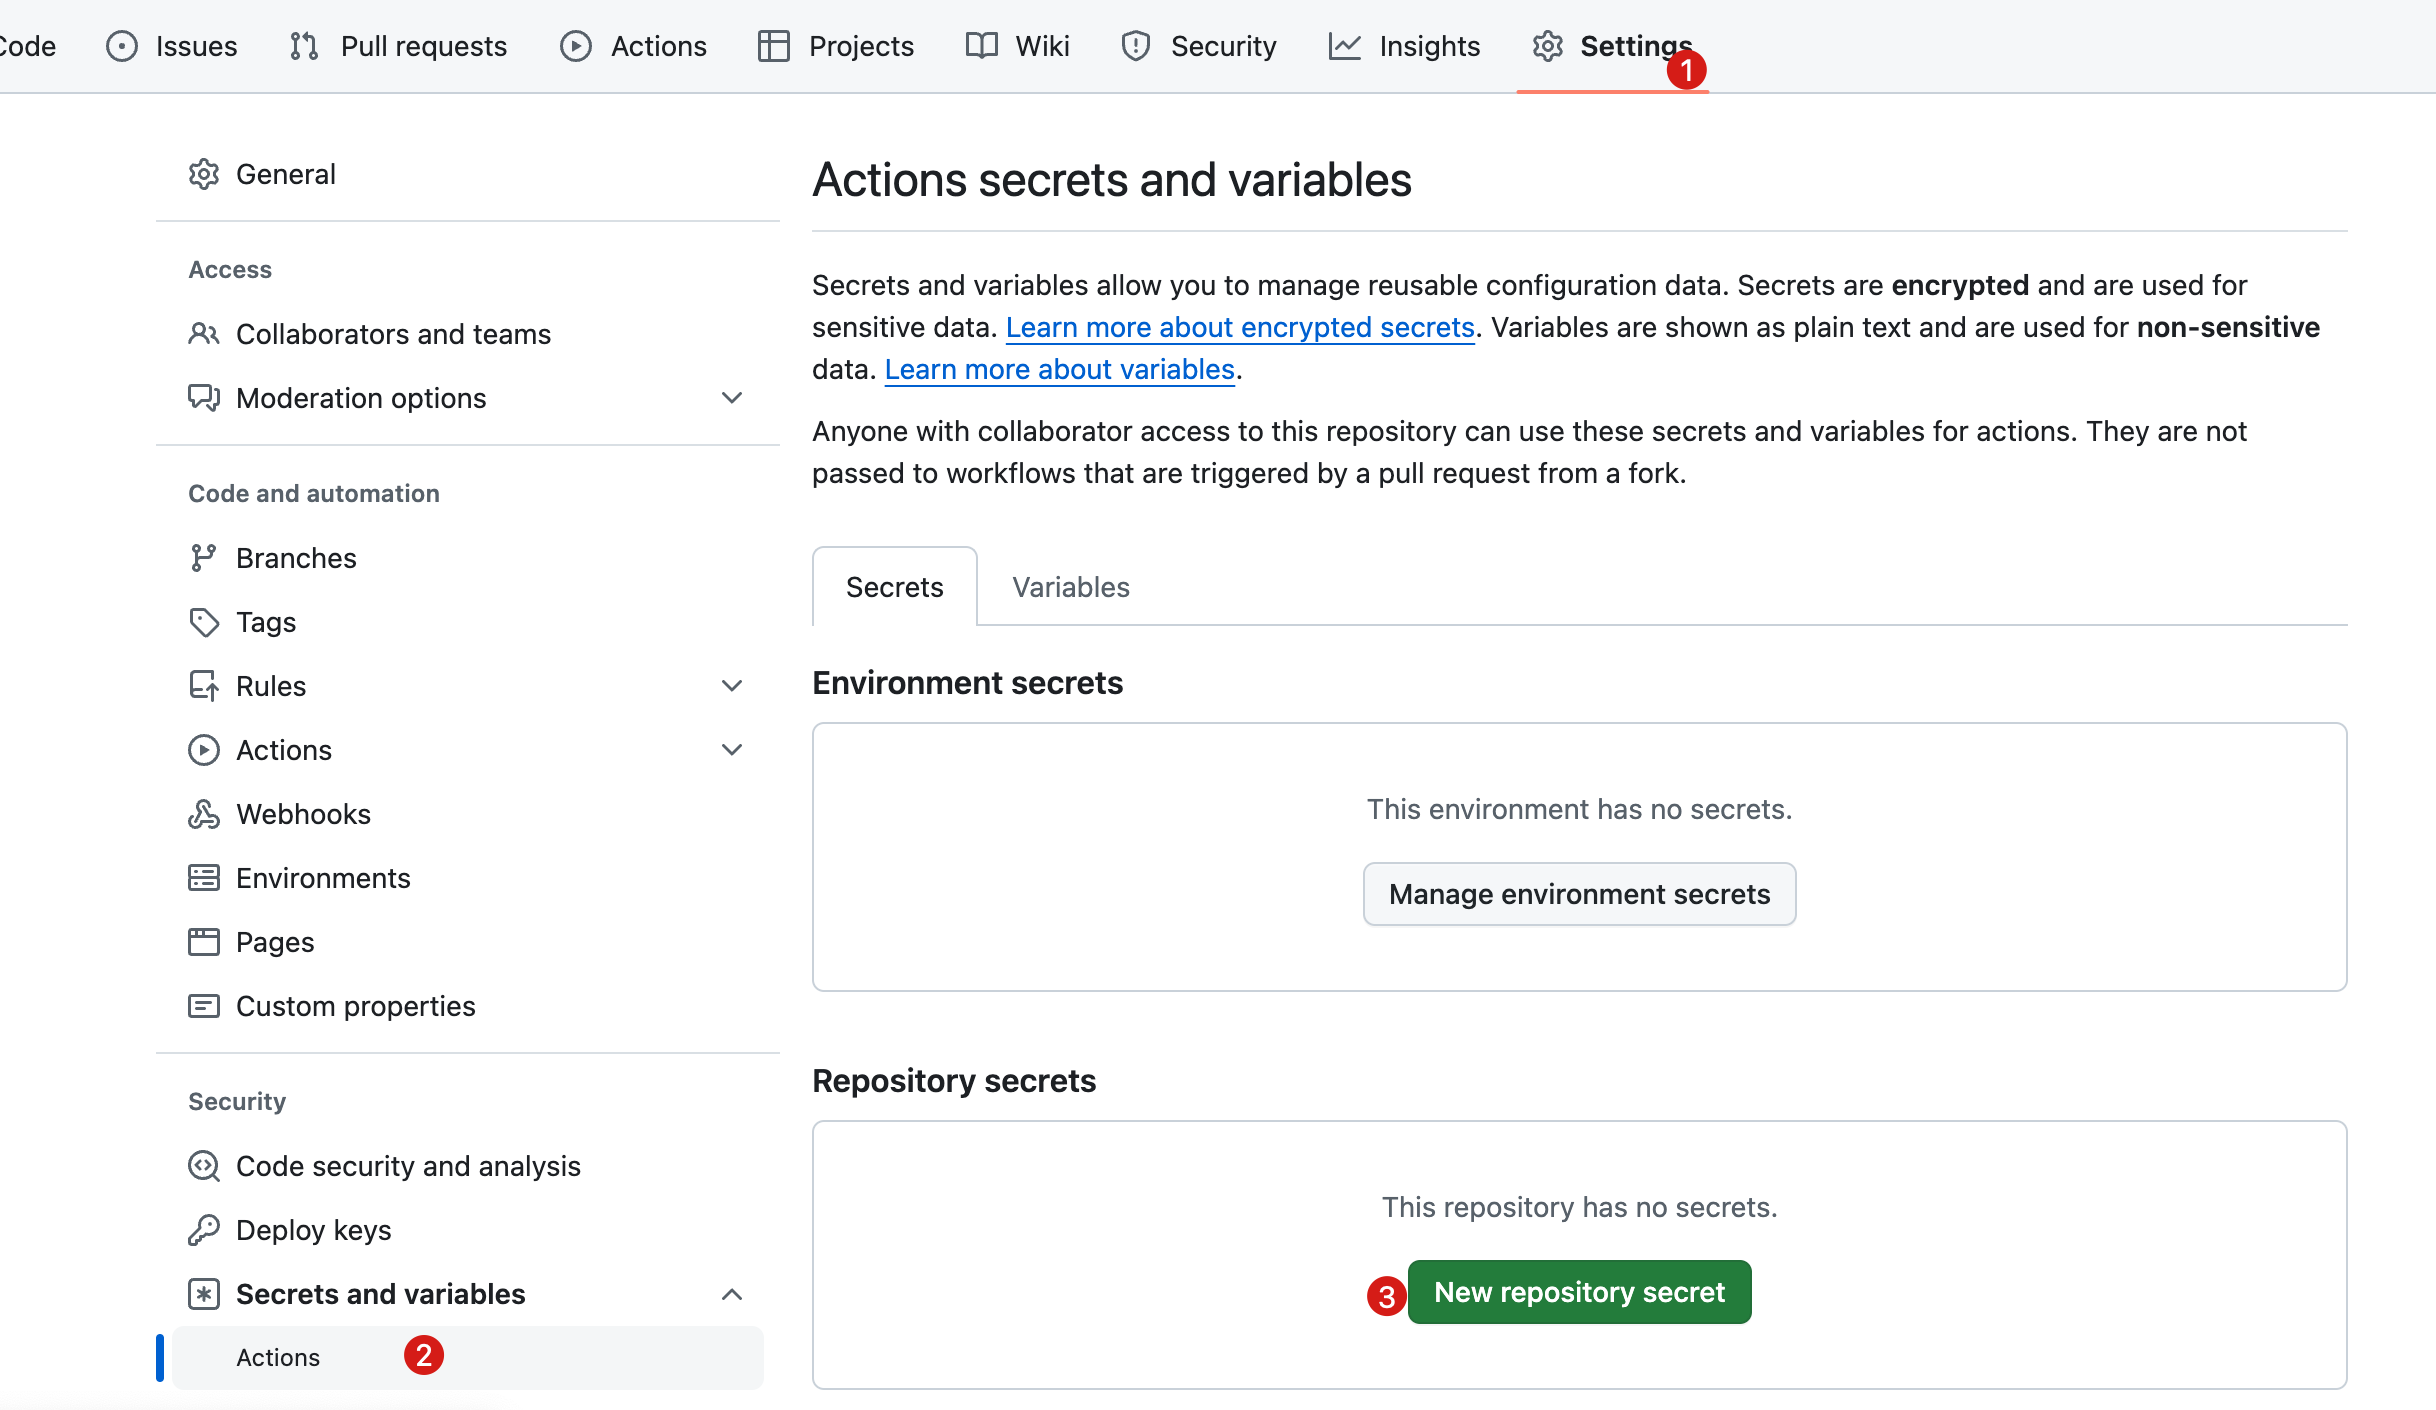 Code Issues Pull requests Actions Projects Wiki Security Insights Settings
1
General
Access
Collaborators and teams
Moderation options
Code and automation
Branches
Tags
Rules
Actions
Webhooks
Environments
Pages
Custom properties
Security
Code security and analysis
Deploy keys
Secrets and variables
Actions 2
Actions secrets and variables
Secrets and variables allow you to manage reusable configuration data. Secrets are encrypted and are used for
sensitive data. Learn more about encrypted secrets. Variables are shown as plain text and are used for non-sensitive
data. Learn more about variables.
Anyone with collaborator access to this repository can use these secrets and variables for actions. They are not
passed to workflows that are triggered by a pull request from a fork.
Secrets Variables
Environment secrets
This environment has no secrets.
Manage environment secrets
Repository secrets
This repository has no secrets.
3 New repository secret